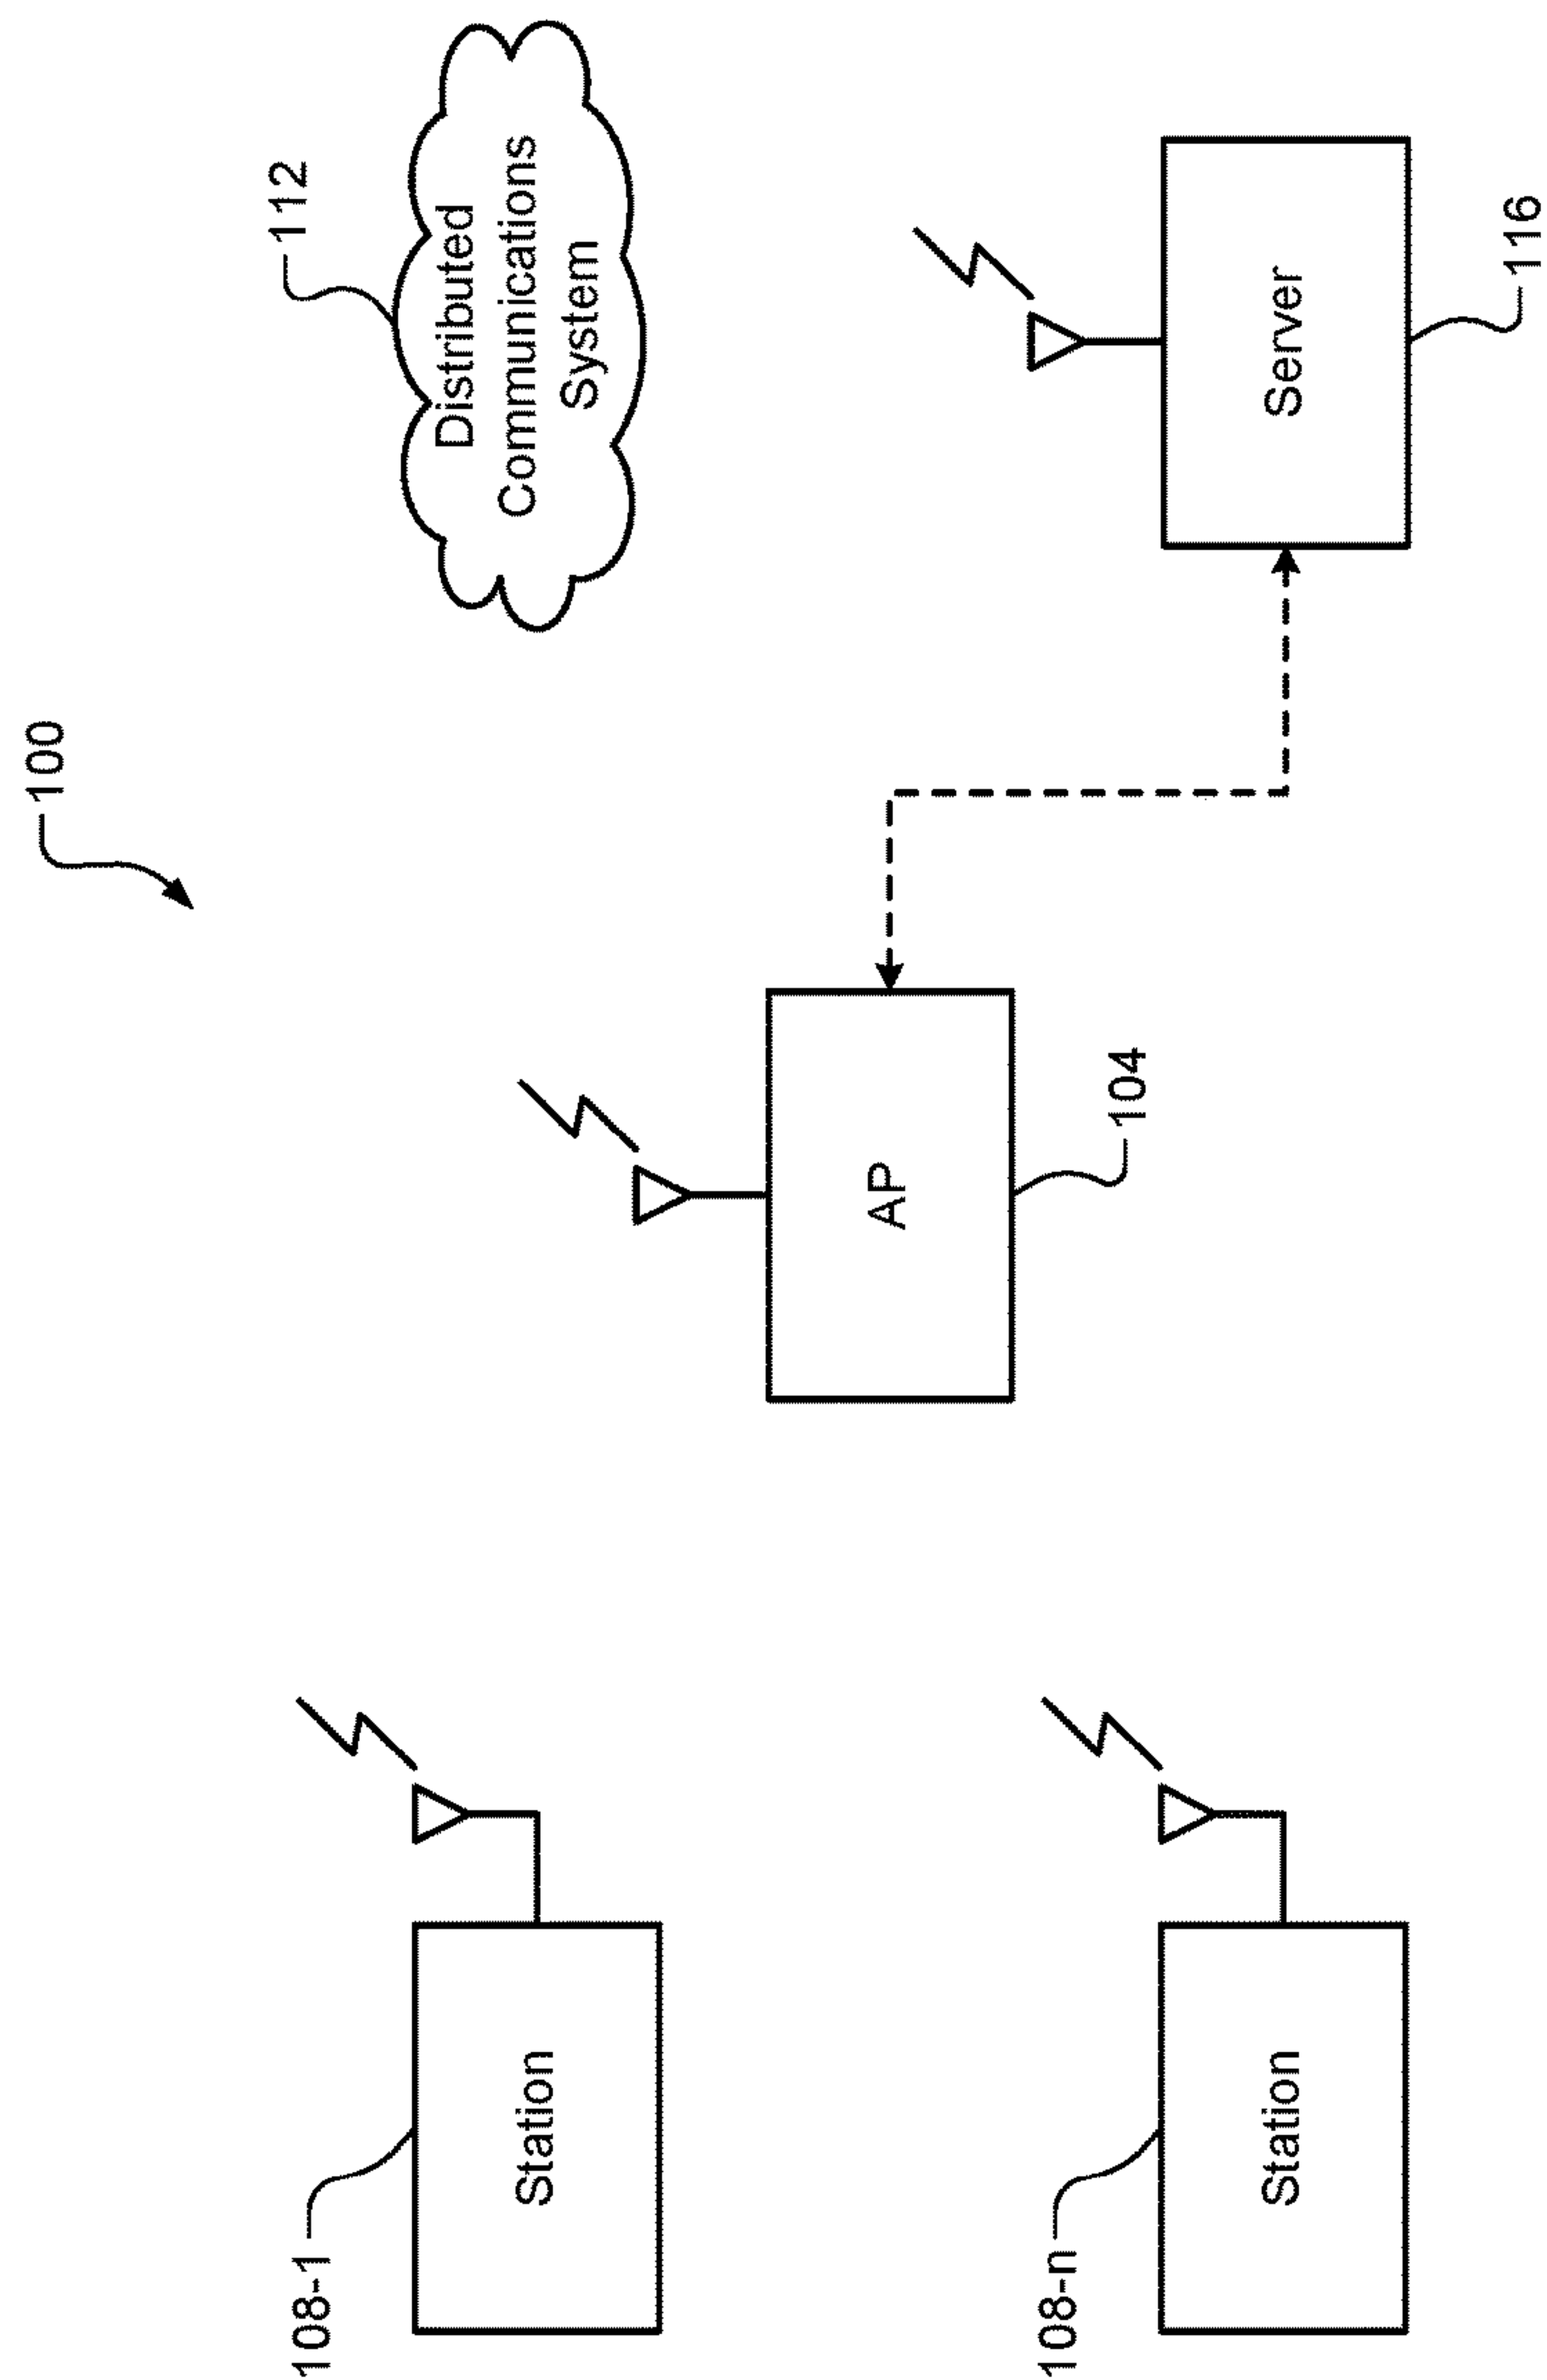 100
112
Distributed
Communications
System
108-1
Station
AP
104
Server
116
108-n
Station